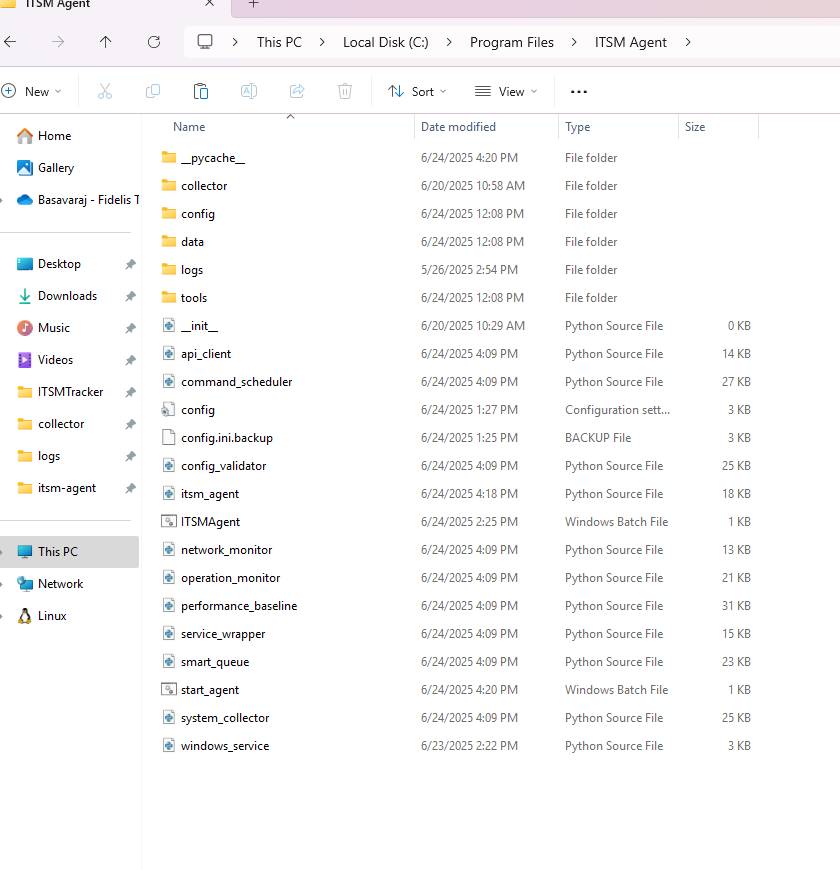 ITSM Agent
This PC > Local Disk (C:) > Program Files > ITSM Agent >
New Sort View ...
Name Date modified Type Size
Home
Gallery
Basavaraj - Fidelis T
Desktop
Downloads
Music
Videos
ITSMTracker
collector
logs
itsm-agent
This PC
Network
Linux
__pycache__ 6/24/2025 4:20 PM File folder
collector 6/20/2025 10:58 AM File folder
config 6/24/2025 12:08 PM File folder
data 6/24/2025 12:08 PM File folder
logs 5/26/2025 2:54 PM File folder
tools 6/24/2025 12:08 PM File folder
__init__ 6/20/2025 10:29 AM Python Source File 0 KB
api_client 6/24/2025 4:09 PM Python Source File 14 KB
command_scheduler 6/24/2025 4:09 PM Python Source File 27 KB
config 6/24/2025 1:27 PM Configuration sett... 3 KB
config.ini.backup 6/24/2025 1:25 PM BACKUP File 3 KB
config_validator 6/24/2025 4:09 PM Python Source File 25 KB
itsm_agent 6/24/2025 4:18 PM Python Source File 18 KB
ITSMAgent 6/24/2025 2:25 PM Windows Batch File 1 KB
network_monitor 6/24/2025 4:09 PM Python Source File 13 KB
operation_monitor 6/24/2025 4:09 PM Python Source File 21 KB
performance_baseline 6/24/2025 4:09 PM Python Source File 31 KB
service_wrapper 6/24/2025 4:09 PM Python Source File 15 KB
smart_queue 6/24/2025 4:09 PM Python Source File 23 KB
start_agent 6/24/2025 4:20 PM Windows Batch File 1 KB
system_collector 6/24/2025 4:09 PM Python Source File 25 KB
windows_service 6/23/2025 2:22 PM Python Source File 3 KB